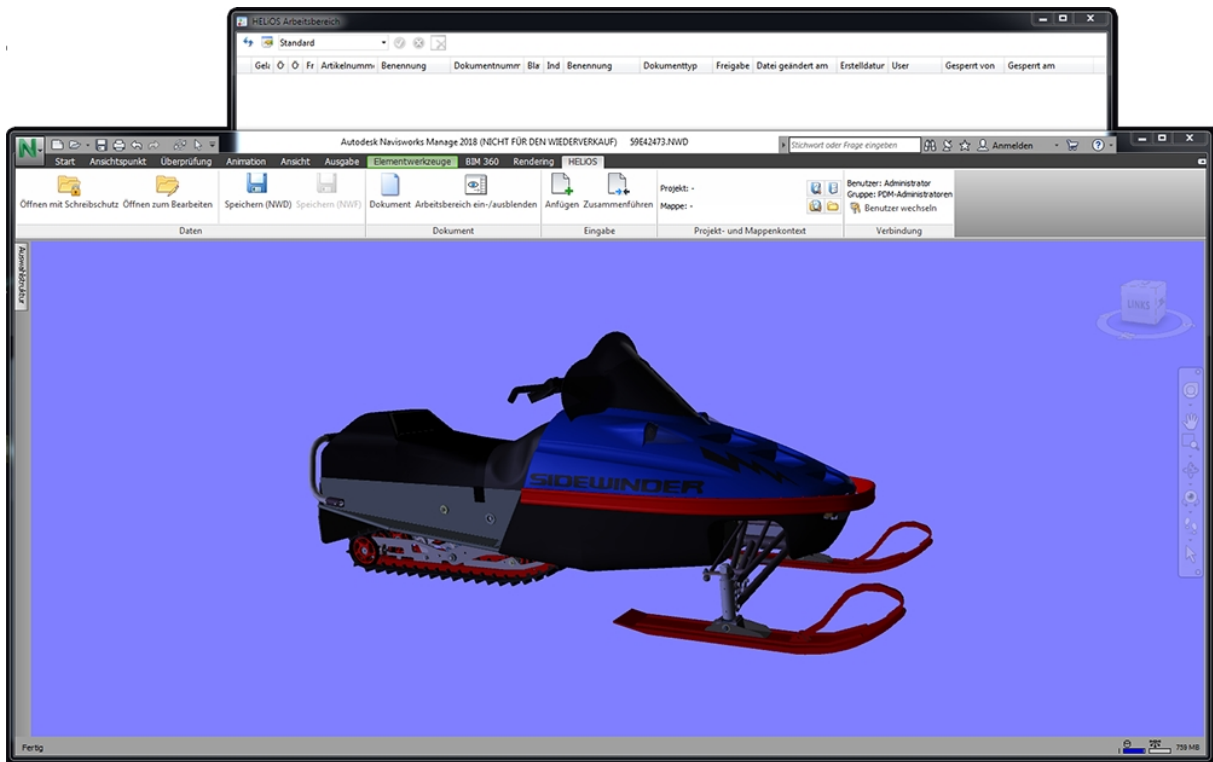 HELiOS Arbeitsbereich
Standard
Gela Ö Ö Fr Artikelnumme Benennung Dokumentnumm Bla Ind Benennung Dokumenttyp Freigabe Datei geändert am Erstelldatur User Gesperrt von Gesperrt am
Autodesk Navisworks Manage 2018 (NICHT FÜR DEN WIEDERVERKAUF) 59E42473.NWD
Stichwort oder Frage eingeben
Anmelden
Start Ansichtspunkt Überprüfung Animation Ansicht Ausgabe Elementwerkzeuge BIM 360 Rendering HELiOS
Öffnen mit Schreibschutz Öffnen zum Bearbeiten Speichern (NWD) Speichern (NWF) Dokument Arbeitsbereich ein-/ausblenden Anfügen Zusammenführen
Projekt: -
Mappe: -
Benutzer: Administrator
Gruppe: PDM-Administratoren
Benutzer wechseln
Daten Dokument Eingabe Projekt- und Mappenkontext Verbindung
Auswahlstruktur
LINKS
SIDEWINDER
Fertig
739 MB